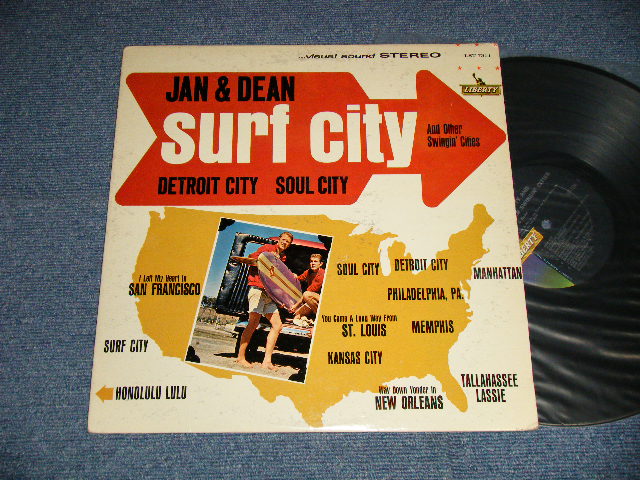 ...visual sound STEREO
LIBERTY
JAN & DEAN
surf city
And Other
Swingin' Cities
DETROIT CITY SOUL CITY
SOUL CITY
DETROIT CITY
MANHATTAN
I Left My Heart In
SAN FRANCISCO
PHILADELPHIA, PA.
You Came A Long Way From
ST. LOUIS
MEMPHIS
SURF CITY
KANSAS CITY
HONOLULU LULU
Way Down Yonder In
NEW ORLEANS
TALLAHASSEE
LASSIE
LIBERTY